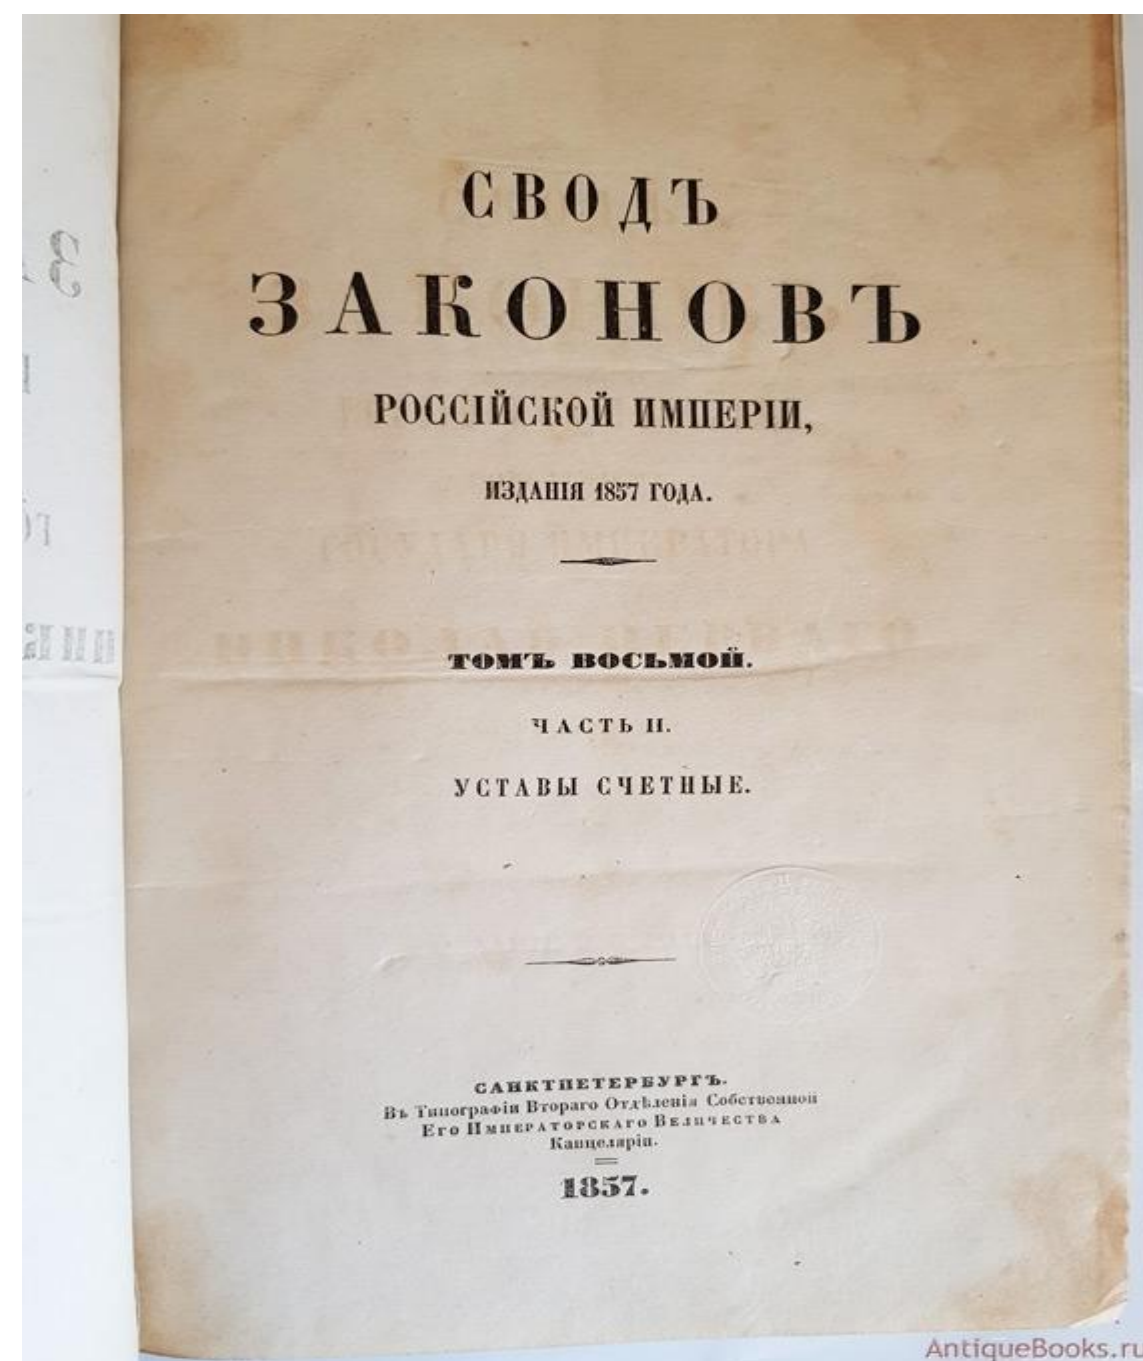 СВОДЪ
ЗАКОНОВЪ
РОССІЙСКОЙ ИМПЕРІИ,
ИЗДАНІЯ 1857 ГОДА.
ТОМЪ ВОСЬМОЙ.
ЧАСТЬ II.
УСТАВЫ СЧЕТНЫЕ.
САНКТПЕТЕРБУРГЪ.
Въ Типографіи Втораго Отдѣленія Собственной
Его Императорскаго Величества
Канцеляріи.
1857.
AntiqueBooks.ru